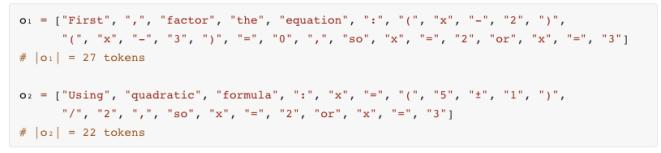 o₁ = ["First", ",", "factor", "the", "equation", ":", "(", "x", "-", "2", ")",
"(", "x", "-", "3", ")", "=", "0", ",", "so", "x", "=", "2", "or", "x", "=", "3"]
# |o₁| = 27 tokens
o₂ = ["Using", "quadratic", "formula", ":", "x", "=", "(", "5", "±", "1", ")",
"/", "2", ",", "so", "x", "=", "2", "or", "x", "=", "3"]
# |o₂| = 22 tokens